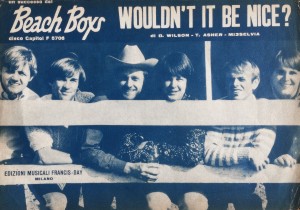 un successo dei
Beach Boys
disco Capitol F 5706
WOULDN'T IT BE NICE?
di B. WILSON - T. ASHER - MISSELVIA
EDIZIONI MUSICALI FRANCIS-DAY
MILANO